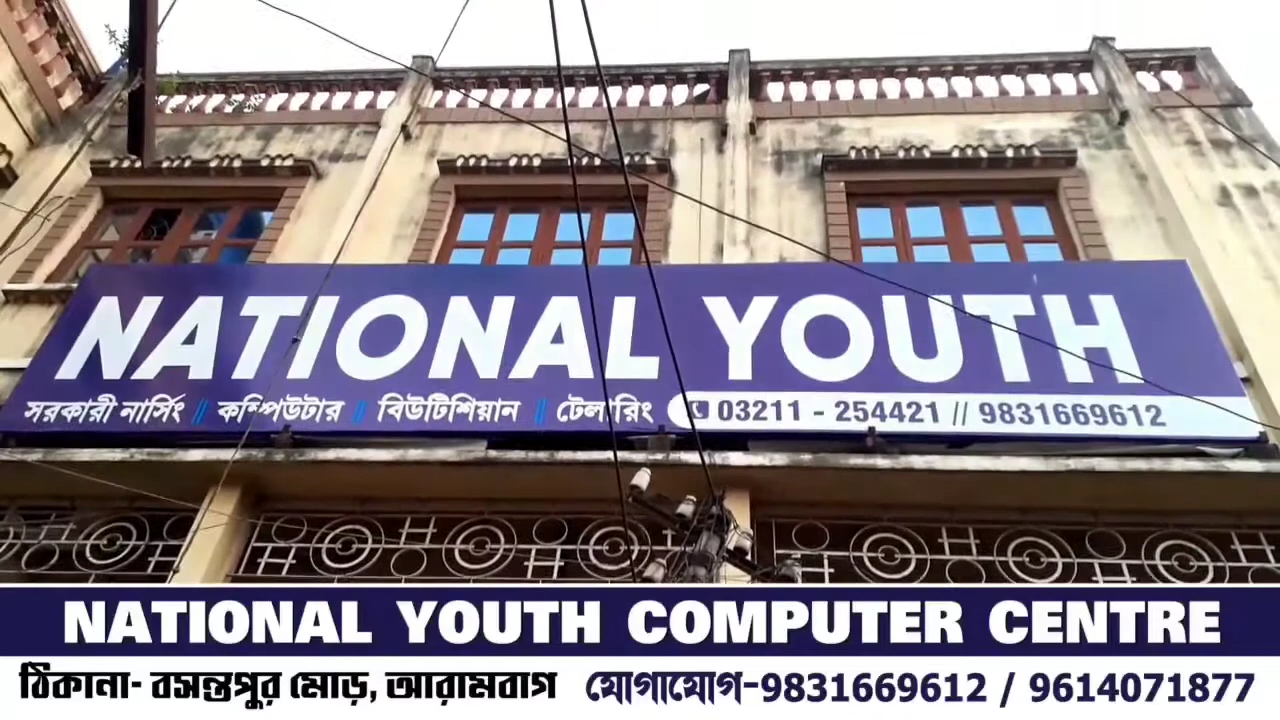 NATIONAL YOUTH
সরকারী নার্সিং // কম্পিউটার // বিউটিশিয়ান // টেলারিং 03211 - 254421 // 9831669612
NATIONAL YOUTH COMPUTER CENTRE
ঠিকানা- বসন্তপুর মোড়, আরামবাগ যোগাযোগ-9831669612 / 9614071877